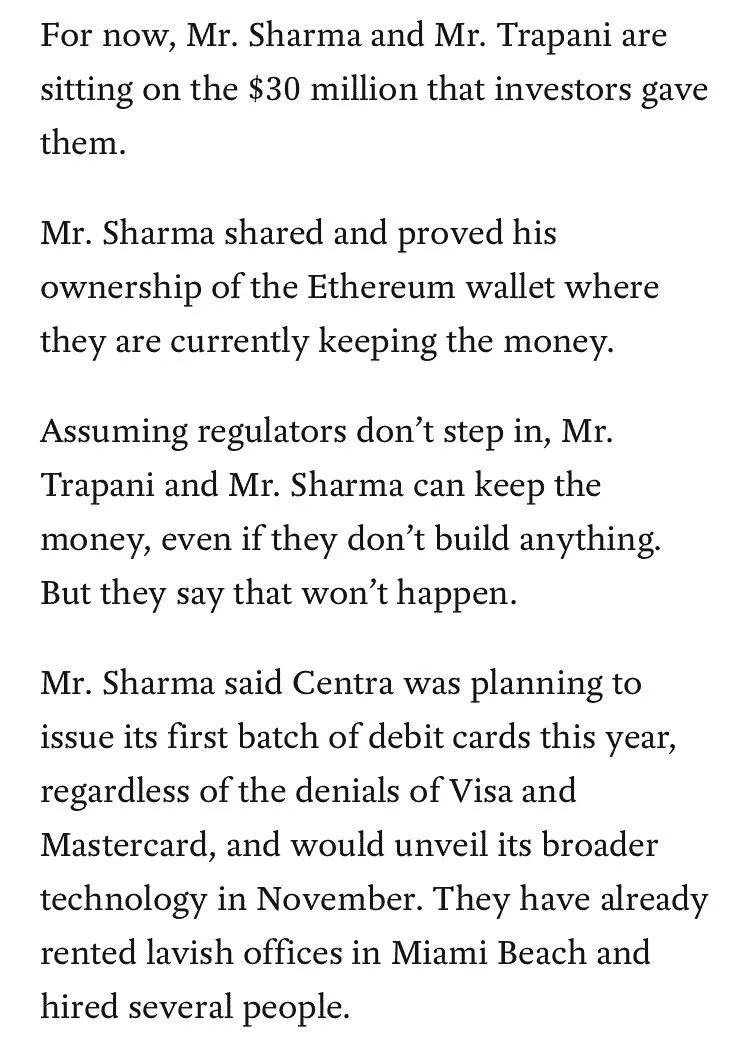 For now, Mr. Sharma and Mr. Trapani are
sitting on the $30 million that investors gave
them.
Mr. Sharma shared and proved his
ownership of the Ethereum wallet where
they are currently keeping the money.
Assuming regulators don’t step in, Mr.
Trapani and Mr. Sharma can keep the
money, even if they don’t build anything.
But they say that won’t happen.
Mr. Sharma said Centra was planning to
issue its first batch of debit cards this year,
regardless of the denials of Visa and
Mastercard, and would unveil its broader
technology in November. They have already
rented lavish offices in Miami Beach and
hired several people.